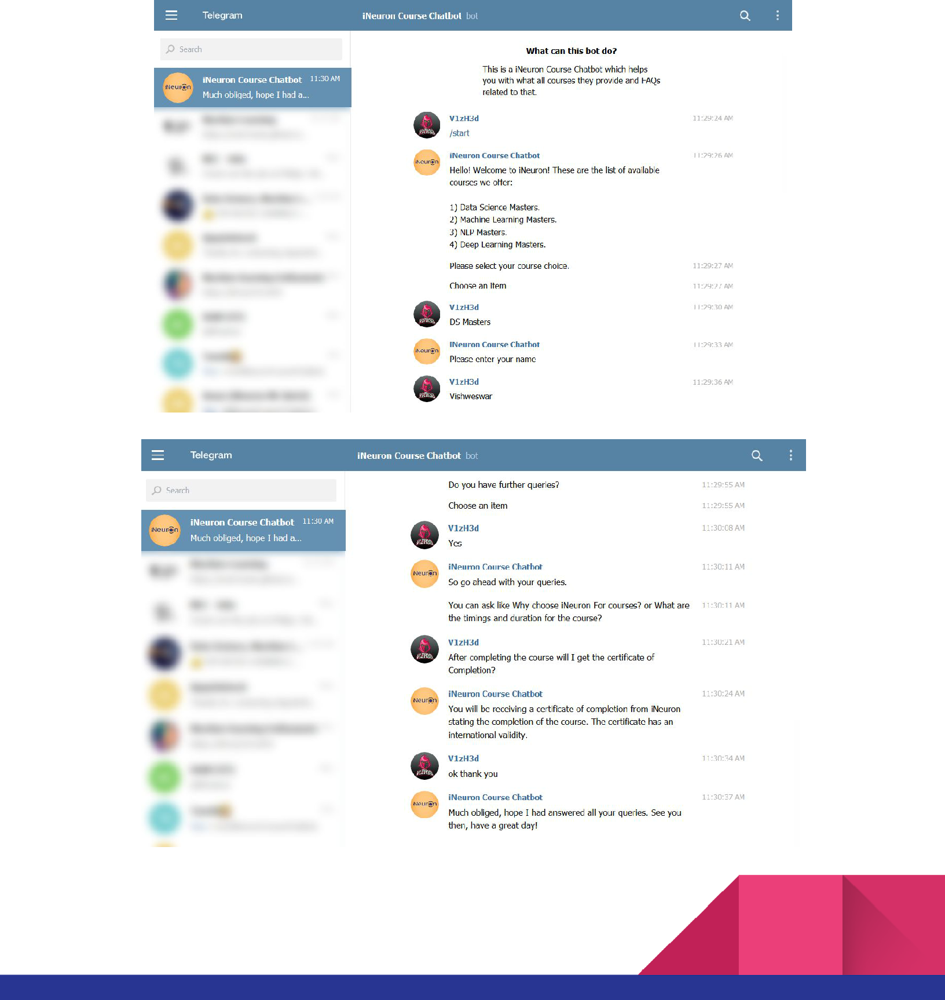 Telegram
iNeuron Course Chatbot bot
Search
iNeuron Course Chatbot 11:30 AM
iNeuron
Much obliged, hope I had a...
What can this bot do?
This is a iNeuron Course Chatbot which helps
you with what all courses they provide and FAQs
related to that.
V1zH3d 11:29:24 AM
/start
iNeuron Course Chatbot 11:29:26 AM
Hello! Welcome to iNeuron! These are the list of available
courses we offer:
1) Data Science Masters.
2) Machine Learning Masters.
3) NLP Masters.
4) Deep Learning Masters.
Please select your course choice. 11:29:27 AM
Choose an Item 11:29:27 AM
V1zH3d 11:29:30 AM
DS Masters
iNeuron Course Chatbot 11:29:33 AM
Please enter your name
V1zH3d 11:29:36 AM
Vishweswar
Telegram
iNeuron Course Chatbot bot
Search
iNeuron Course Chatbot 11:30 AM
iNeuron
Much obliged, hope I had a...
Do you have further queries? 11:29:55 AM
Choose an item 11:29:55 AM
V1zH3d 11:30:08 AM
Yes
iNeuron Course Chatbot 11:30:11 AM
So go ahead with your queries.
You can ask like Why choose iNeuron For courses? or What are 11:30:11 AM
the timings and duration for the course?
V1zH3d 11:30:21 AM
After completing the course will I get the certificate of
Completion?
iNeuron Course Chatbot 11:30:24 AM
You will be receiving a certificate of completion from iNeuron
stating the completion of the course. The certificate has an
international validity.
V1zH3d 11:30:34 AM
ok thank you
iNeuron Course Chatbot 11:30:37 AM
Much obliged, hope I had answered all your queries. See you
then, have a great day!